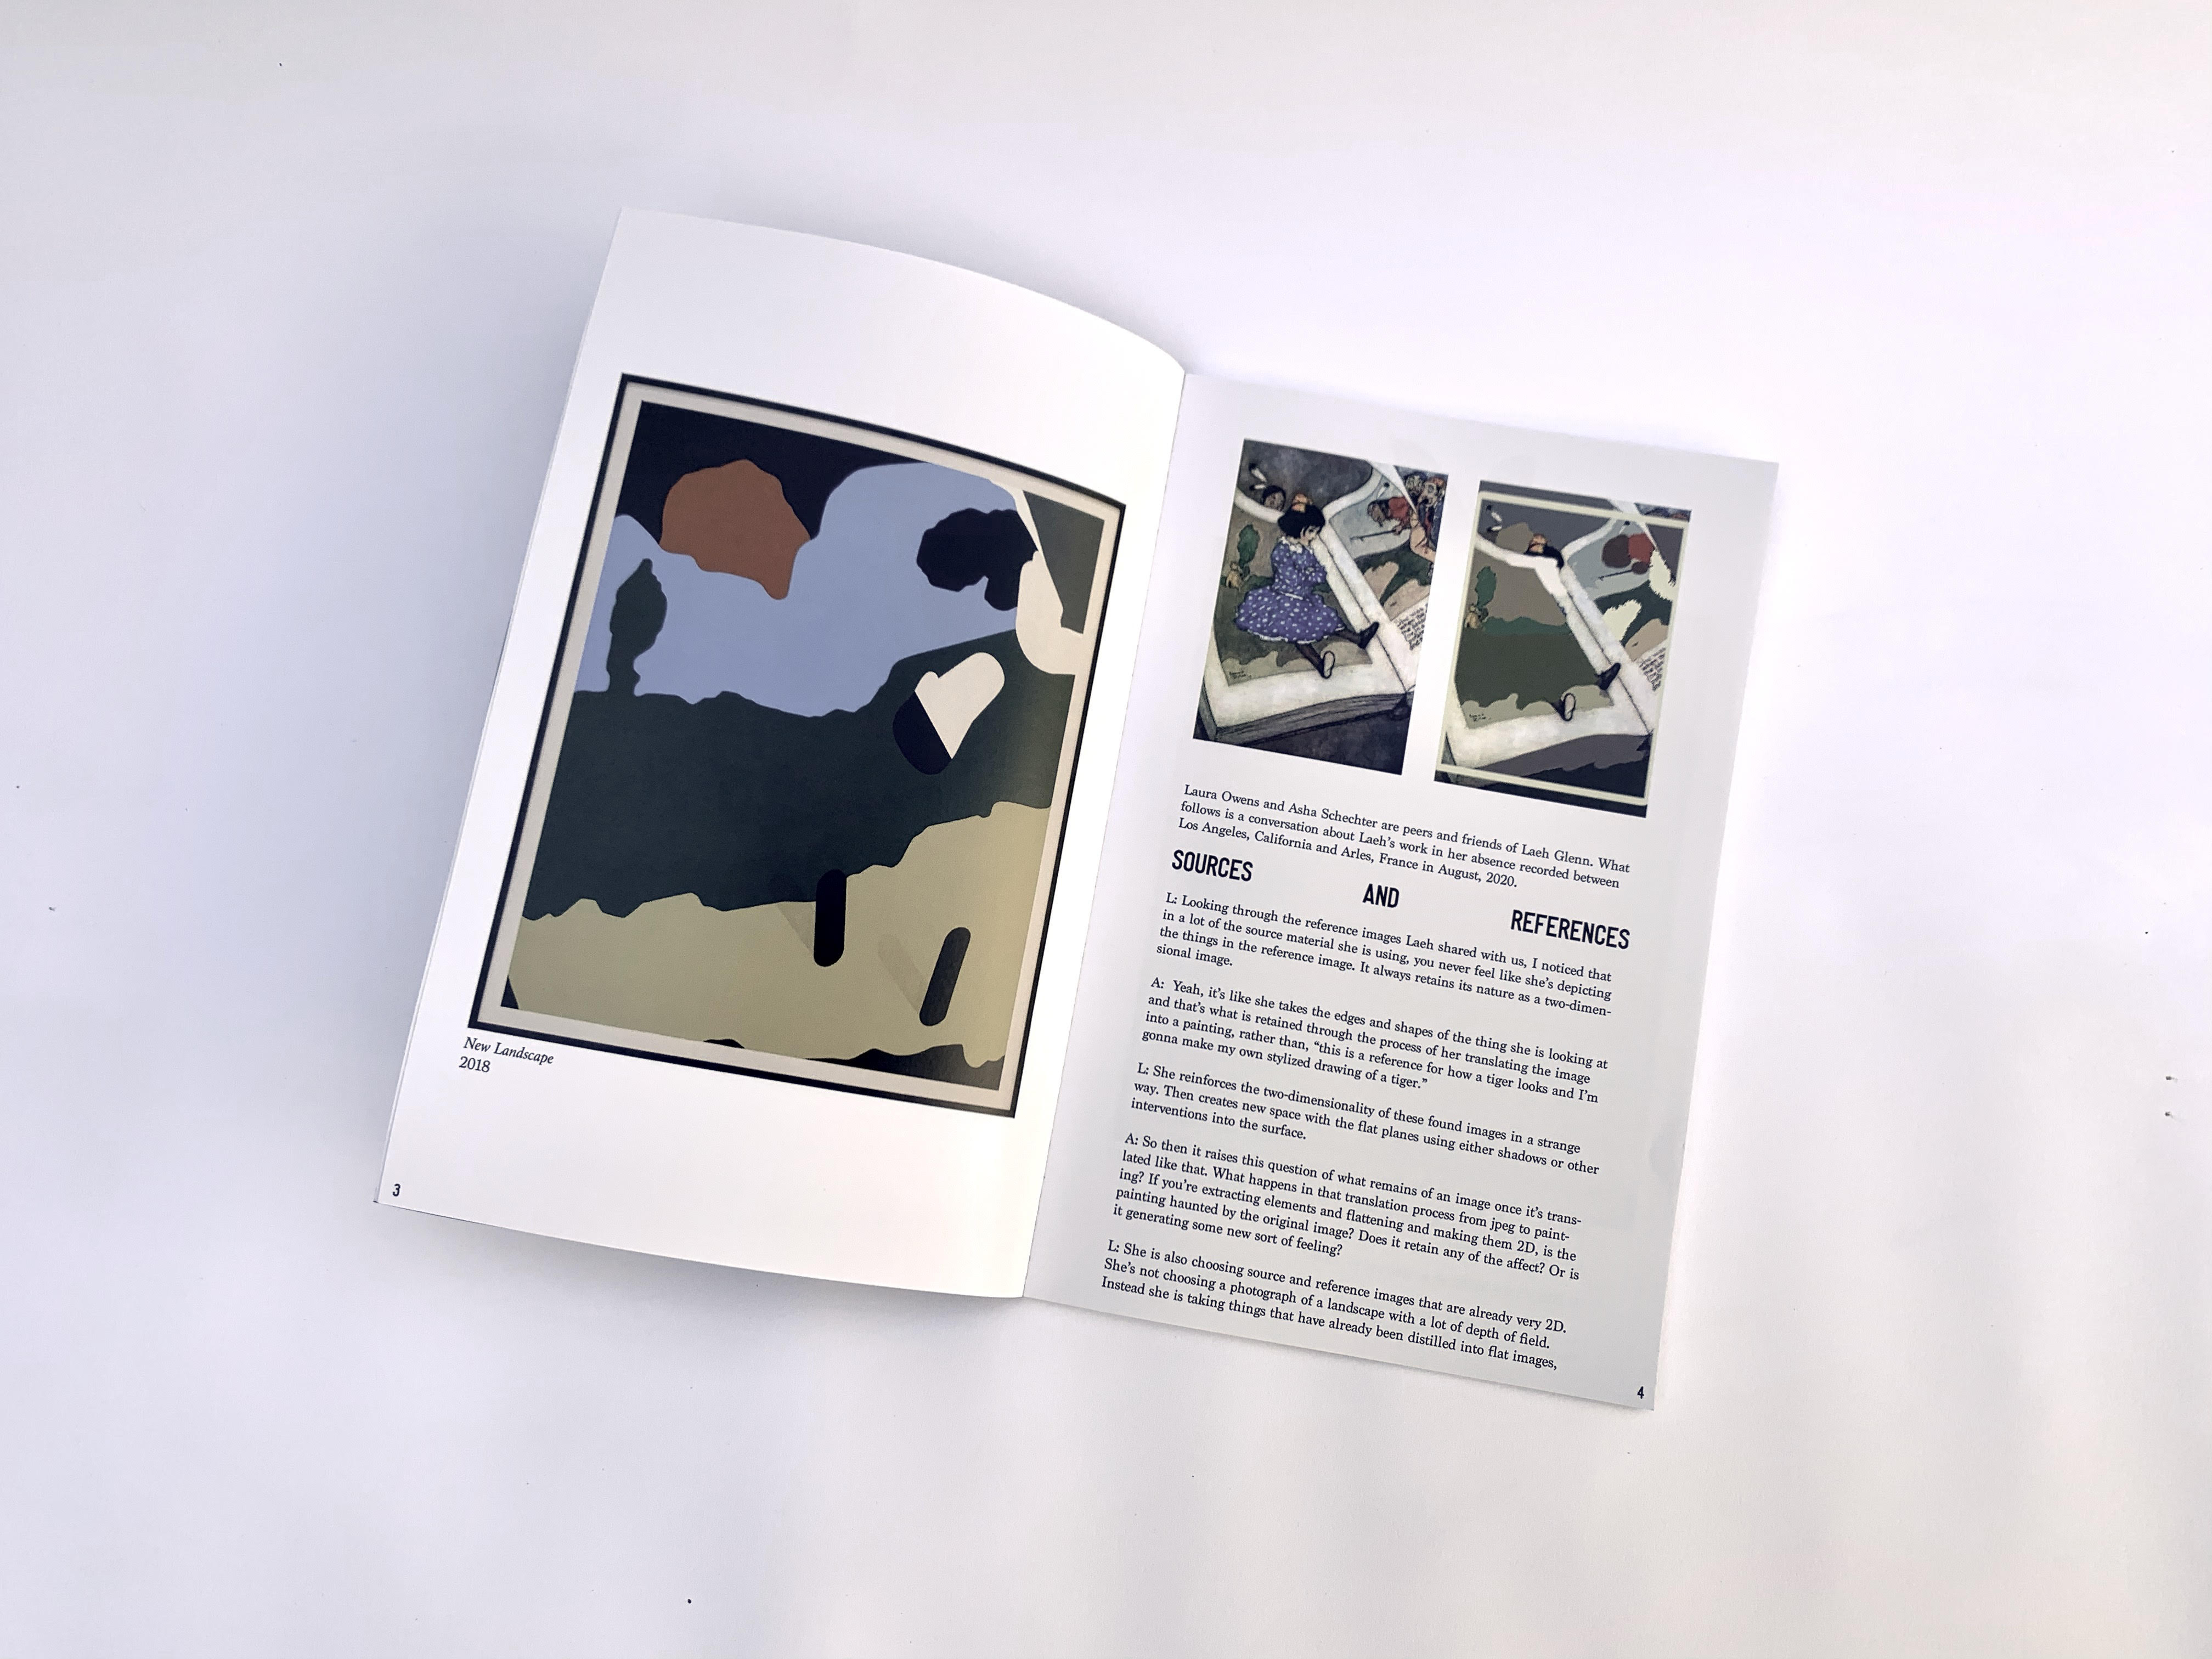 New Landscape
2018
3
Laura Owens and Asha Schechter are peers and friends of Laeh Glenn. What
follows is a conversation about Laeh's work in her absence recorded between
Los Angeles, California and Arles, France in August, 2020.
SOURCES AND REFERENCES
L: Looking through the reference images Laeh shared with us, I noticed that
in a lot of the source material she is using, you never feel like she's depicting
the things in the reference image. It always retains its nature as a two-dimen-
sional image.
A: Yeah, it's like she takes the edges and shapes of the thing she is looking at
and that's what is retained through the process of her translating the image
into a painting, rather than, “this is a reference for how a tiger looks and I'm
gonna make my own stylized drawing of a tiger.”
L: She reinforces the two-dimensionality of these found images in a strange
way. Then creates new space with the flat planes using either shadows or other
interventions into the surface.
A: So then it raises this question of what remains of an image once it's trans-
lated like that. What happens in that translation process from jpeg to paint-
ing? If you're extracting elements and flattening and making them 2D, is the
painting haunted by the original image? Does it retain any of the affect? Or is
it generating some new sort of feeling?
L: She is also choosing source and reference images that are already very 2D.
She's not choosing a photograph of a landscape with a lot of depth of field.
Instead she is taking things that have already been distilled into flat images,
4